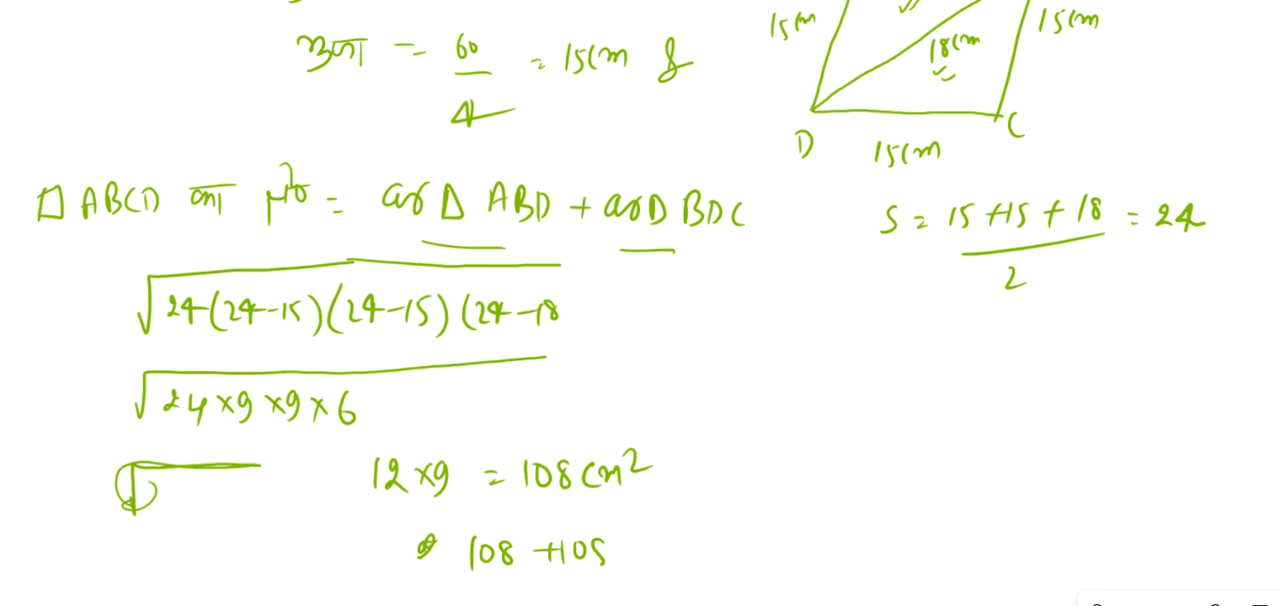 15cm
15cm
18cm
भुजा = 60/4 = 15cm &
D
C
15cm
□ ABCD का क्षे० = ar Δ ABD + ar Δ BDC
S = 15+15+18/2 = 24
√24(24-15)(24-15)(24-18
√24×9×9×6
12×9 = 108cm²
108+108